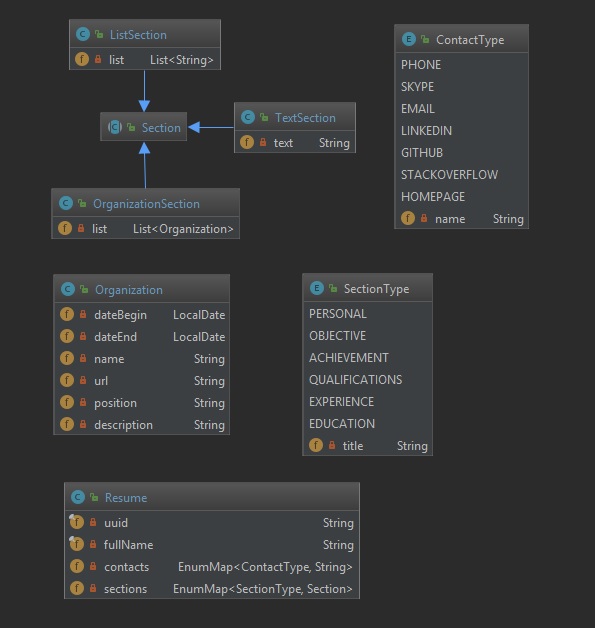 ListSection
list List<String>
Section
TextSection
text String
OrganizationSection
list List<Organization>
ContactType
PHONE
SKYPE
EMAIL
LINKEDIN
GITHUB
STACKOVERFLOW
HOMEPAGE
name String
Organization
dateBegin LocalDate
dateEnd LocalDate
name String
url String
position String
description String
SectionType
PERSONAL
OBJECTIVE
ACHIEVEMENT
QUALIFICATIONS
EXPERIENCE
EDUCATION
title String
Resume
uuid String
fullName String
contacts EnumMap<ContactType, String>
sections EnumMap<SectionType, Section>